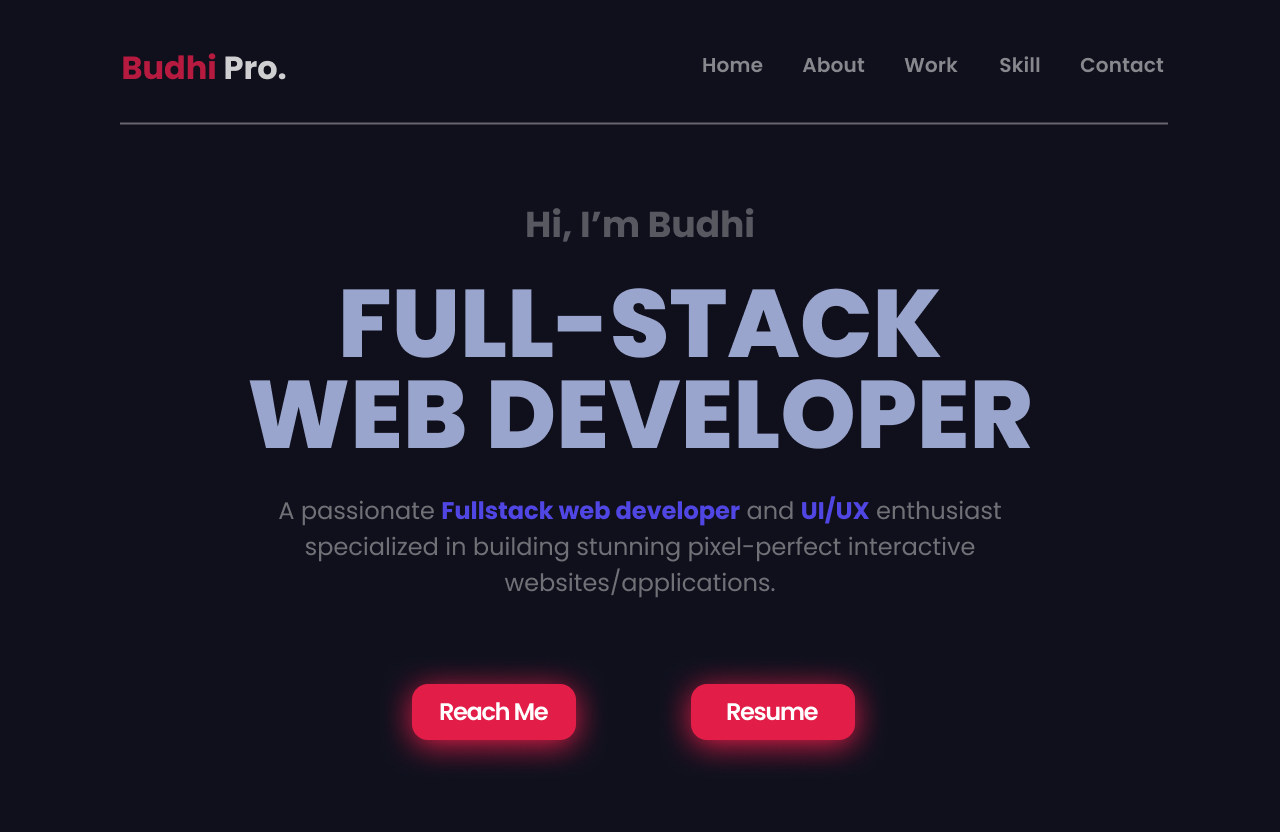 Budhi Pro.
Home About Work Skill Contact
Hi, I’m Budhi
FULL-STACK
WEB DEVELOPER
A passionate Fullstack web developer and UI/UX enthusiast
specialized in building stunning pixel-perfect interactive
websites/applications.
Reach Me
Resume